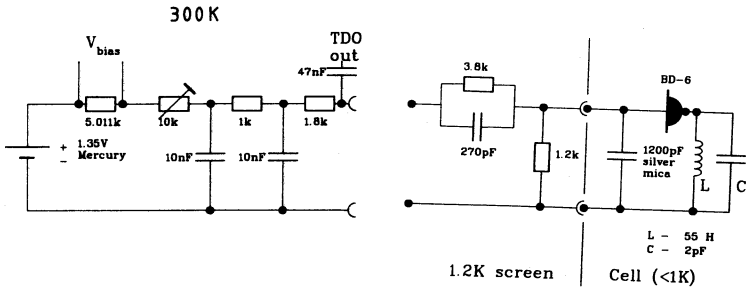 300K
V bias
TDO
out
47nF
5.011k
10k
1k
1.8k
+ 1.35V
- Mercury
10nF
10nF
3.8k
270pF
1.2k
BD-6
1200pF
silver
mica
L
C
L - 55 H
C - 2pF
1.2K screen
Cell (<1K)